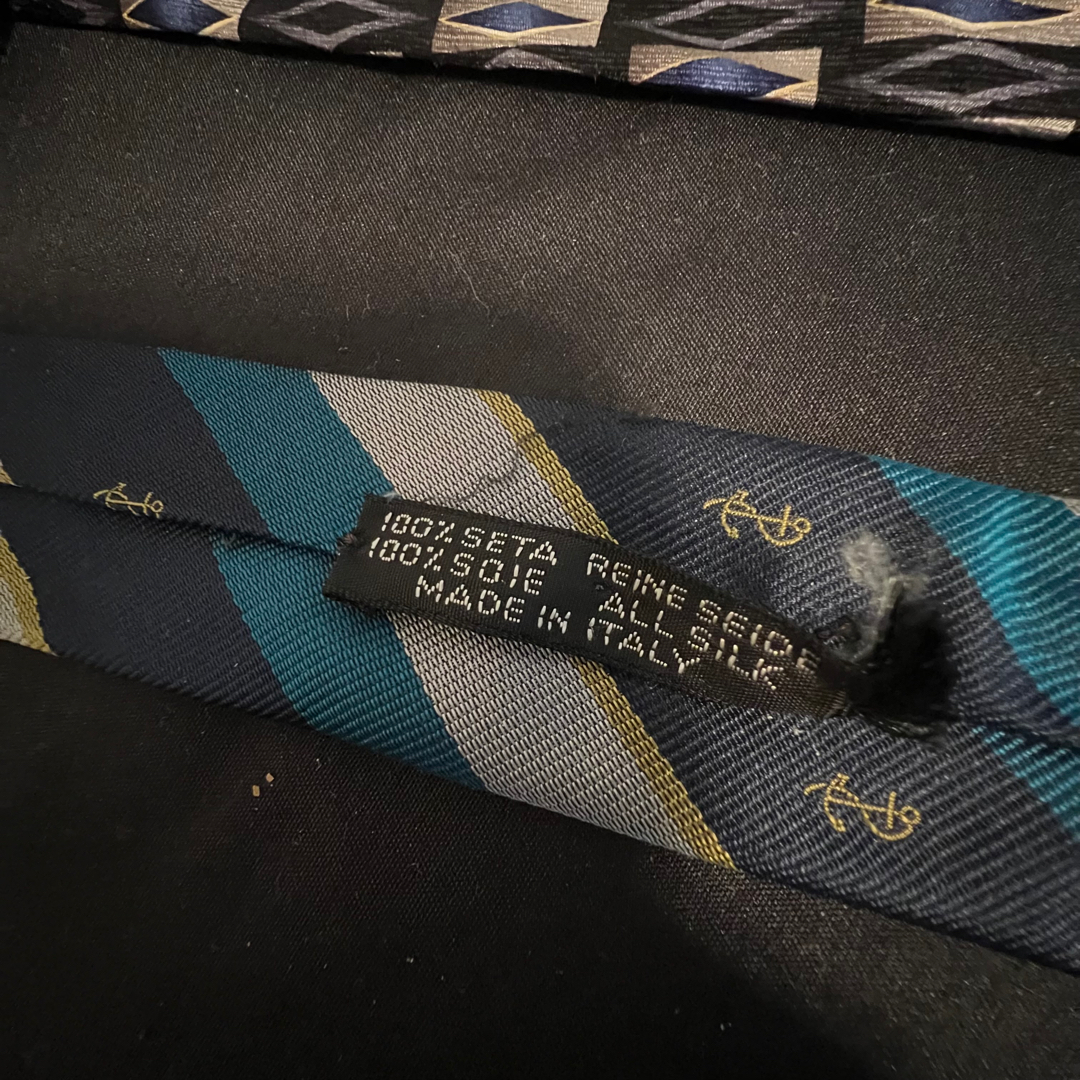 100% SETA REINE SEIDE
100% SOIE ALL SILK
MADE IN ITALY